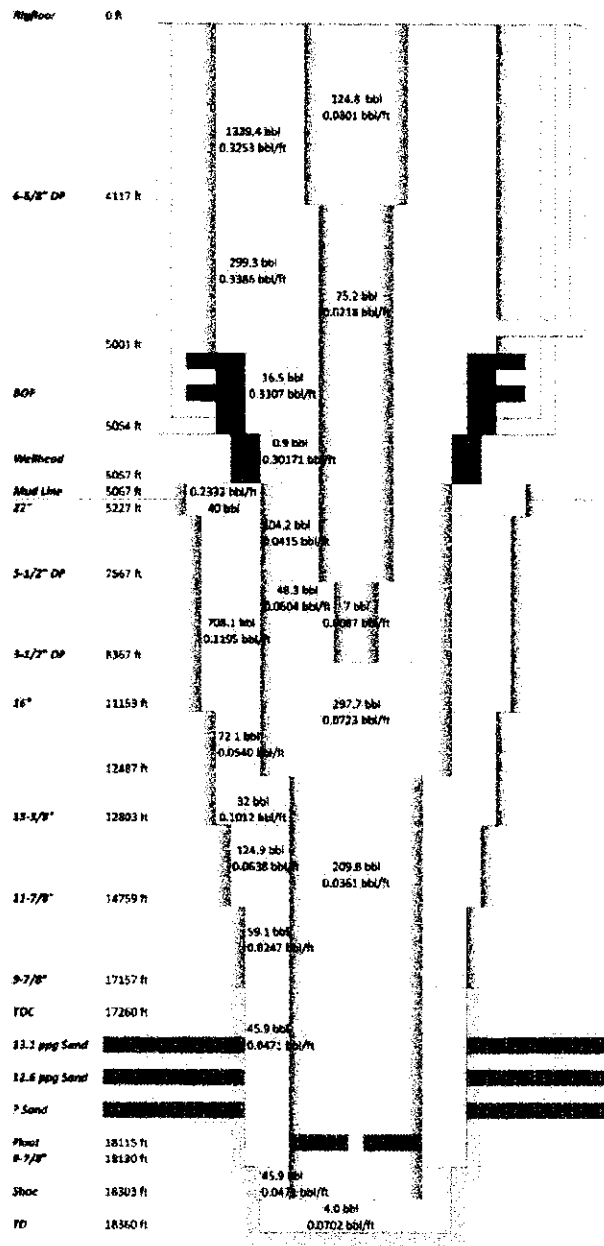 Rigfloor 0 ft
124.8 bbl
0.0801 bbl/ft
1339.4 bbl
0.3253 bbl/ft
6-5/8" DP 4117 ft
299.3 bbl
0.3386 bbl/ft
75.2 bbl
0.0218 bbl/ft
5001 ft
16.5 bbl
0.3307 bbl/ft
BOP
5054 ft
0.9 bbl
0.30171 bbl/ft
Wellhead
5057 ft
Mud Line 5067 ft 0.2333 bbl/ft
22" 5227 ft 40 bbl
104.2 bbl
0.0415 bbl/ft
5-1/2" DP 7567 ft
48.3 bbl
0.0604 bbl/ft
7 bbl
0.0087 bbl/ft
708.1 bbl
0.1195 bbl/ft
3-1/2" DP 8367 ft
16" 11153 ft
297.7 bbl
0.0723 bbl/ft
72.1 bbl
0.0540 bbl/ft
12487 ft
32 bbl
0.1012 bbl/ft
12803 ft
124.9 bbl
0.0638 bbl/ft
209.8 bbl
0.0361 bbl/ft
11-7/8" 14759 ft
59.1 bbl
0.0247 bbl/ft
9-7/8" 17157 ft
TOC 17260 ft
45.9 bbl
0.0471 bbl/ft
Sand
ppg Sand
? Sand
Float 18115 ft
18130 ft
45.9 bbl
Shoe
4.0 bbl
0.0702 bbl/ft
TD 18360 ft